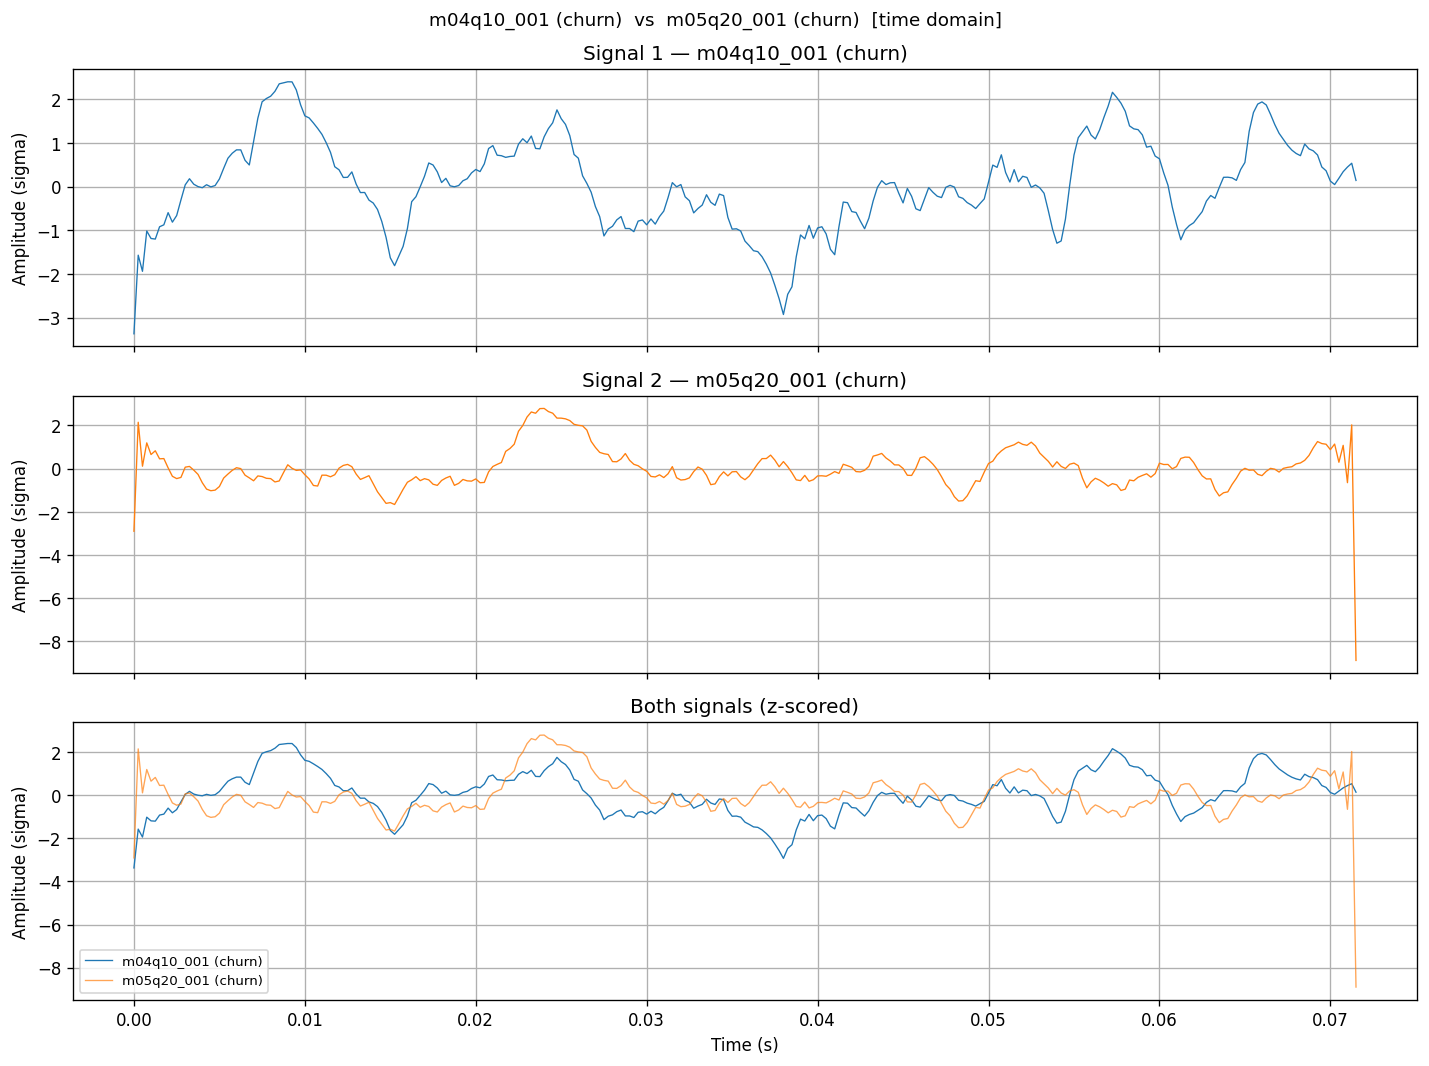 m04q10_001 (churn)  vs  m05q20_001 (churn)  [time domain]
Signal 1 — m04q10_001 (churn)
Amplitude (sigma)
2
1
0
−1
−2
−3
Signal 2 — m05q20_001 (churn)
Amplitude (sigma)
2
0
−2
−4
−6
−8
Both signals (z-scored)
Amplitude (sigma)
2
0
−2
−4
−6
−8
m04q10_001 (churn)
m05q20_001 (churn)
0.00 0.01 0.02 0.03 0.04 0.05 0.06 0.07
Time (s)